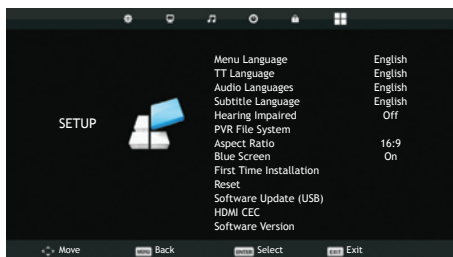 Menu Language English
TT Language English
Audio Languages English
Subtitle Language English
Hearing Impaired Off
PVR File System
Aspect Ratio 16:9
Blue Screen On
First Time Installation
Reset
Software Update (USB)
HDMI CEC
Software Version
SETUP
Move MENU Back ENTER Select EXIT Exit